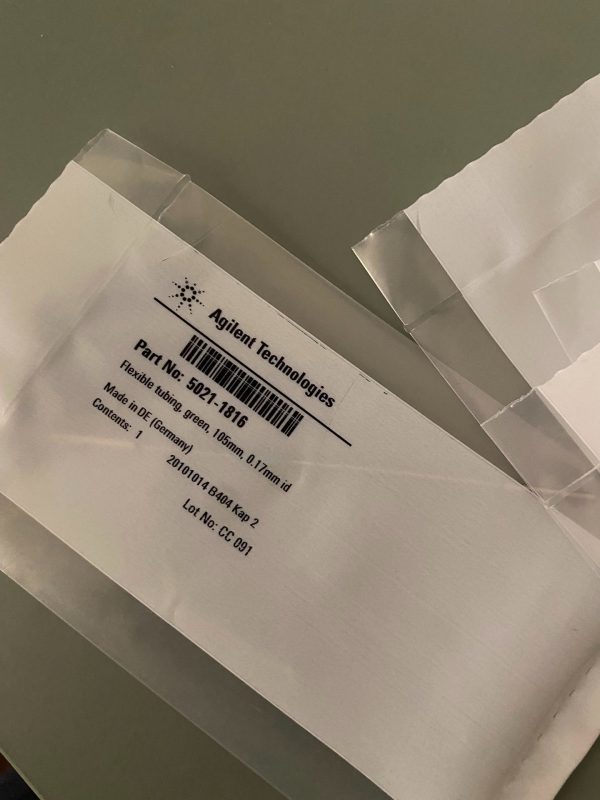 Agilent Technologies
Part No: 5021-1816
Flexible tubing, green, 105mm, 0.17mm id
Made in DE (Germany)
Contents: 1
20101014 B404 Kap 2
Lot No: CC 091